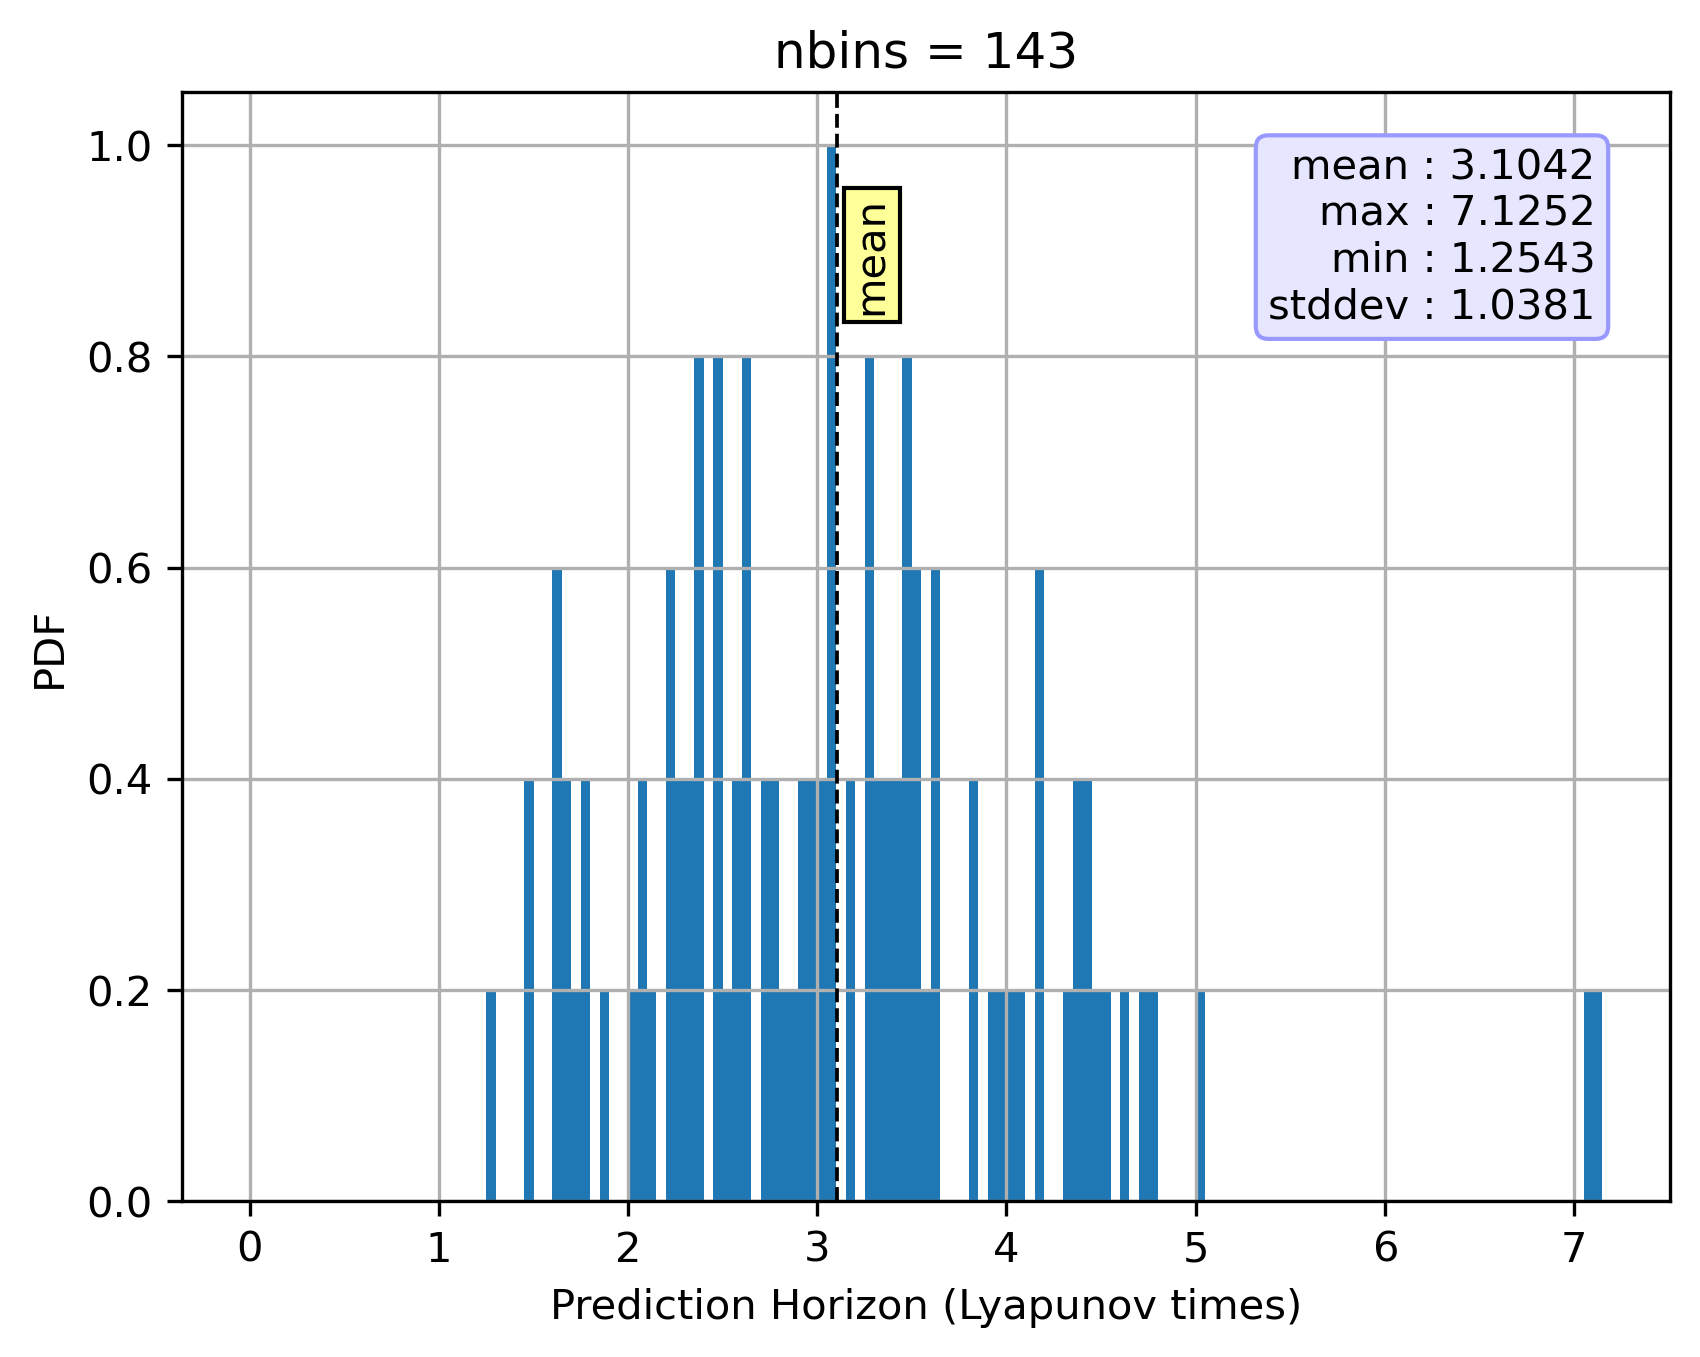 nbins = 143
1.0
0.8
0.6
0.4
0.2
0.0
PDF
mean
mean : 3.1042
max : 7.1252
min : 1.2543
stddev : 1.0381
0 1 2 3 4 5 6 7
Prediction Horizon (Lyapunov times)